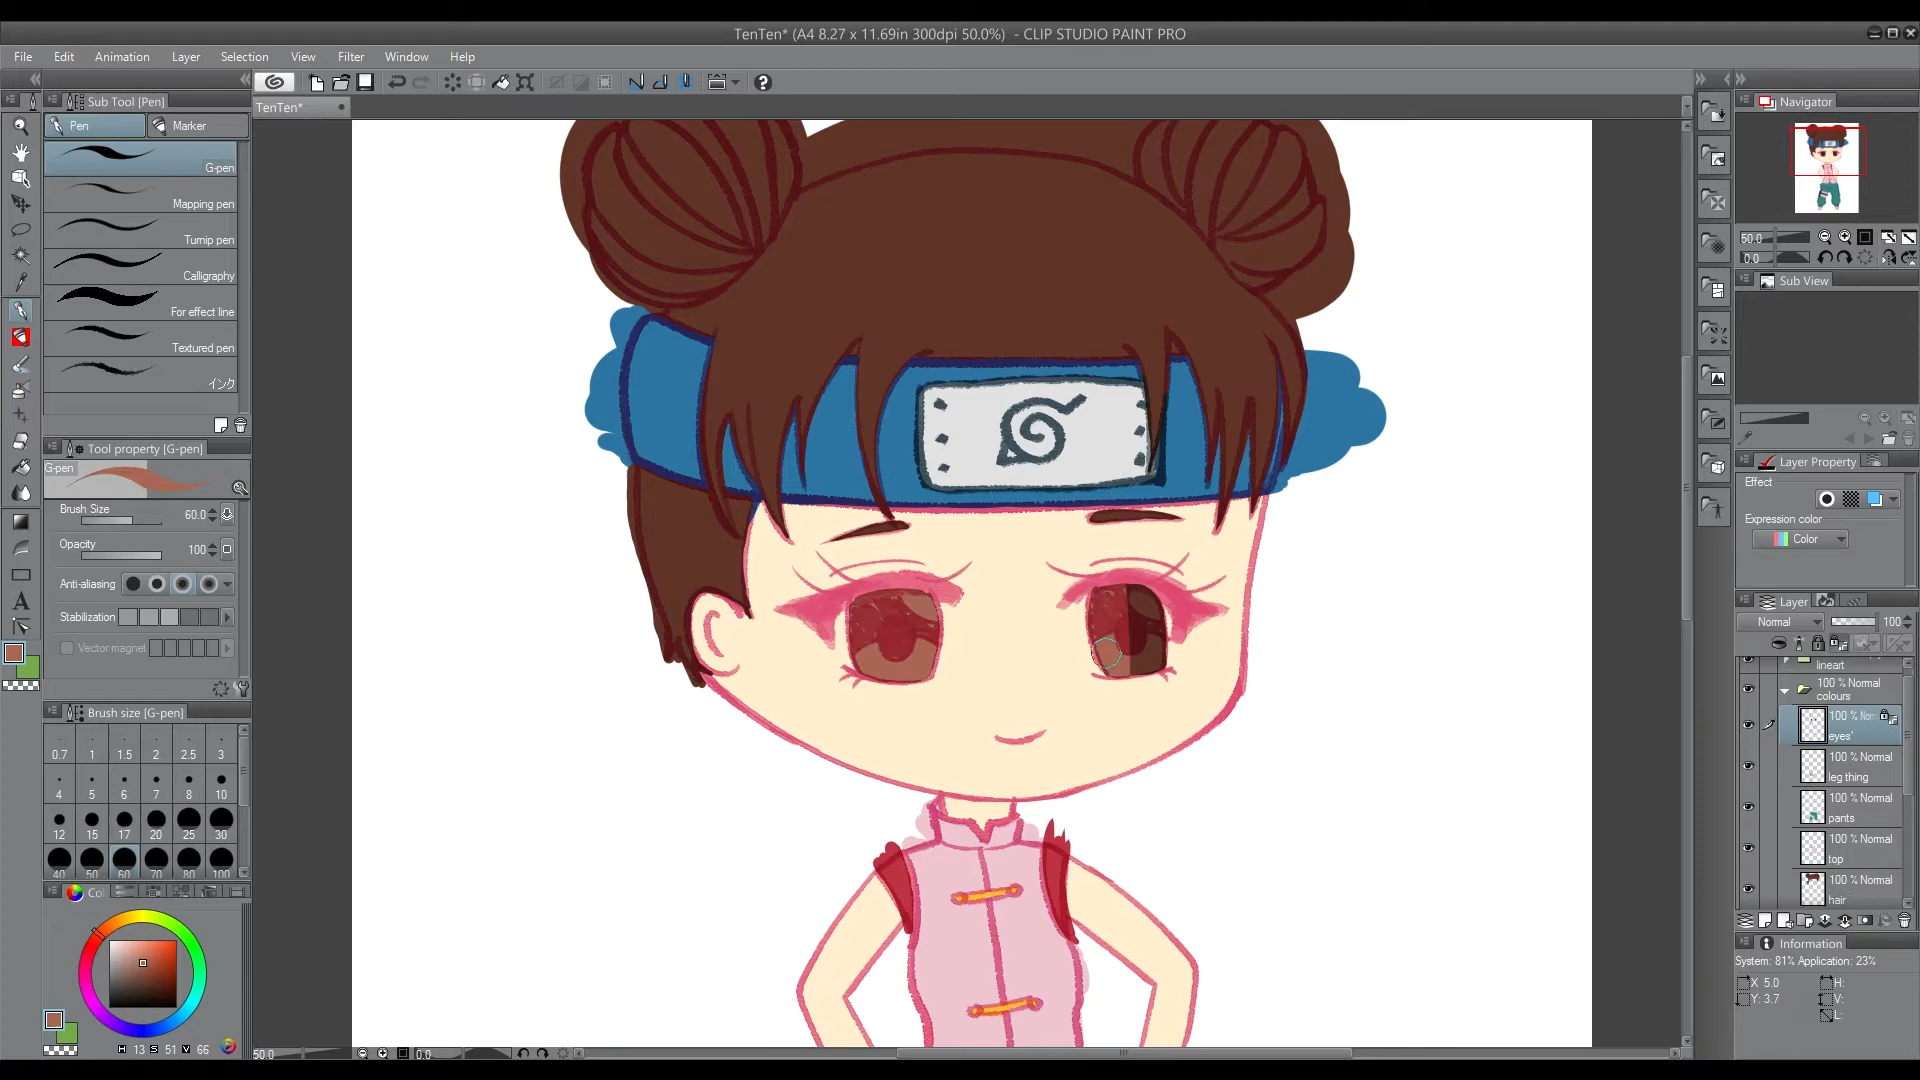 TenTen* (A4 8.27 x 11.69in 300dpi 50.0%) - CLIP STUDIO PAINT PRO
File Edit Animation Layer Selection View Filter Window Help
Sub Tool [Pen]
Navigator
TenTen*
Pen Marker
G-pen
Mapping pen
Turnip pen
Calligraphy
For effect line
Textured pen
インク
50.0
0.0
Sub View
Tool property [G-pen]
G-pen
Brush Size 60.0
Opacity 100
Anti-aliasing
Stabilization
Vector magnet
Layer Property
Effect
Expression color
Color
Layer
Normal 100
lineart
100 % Normal
colours
100 % Nor
eyes'
100 % Normal
leg thing
100 % Normal
pants
100 % Normal
top
100 % Normal
hair
Brush size [G-pen]
0.7 1 1.5 2 2.5 3
4 5 6 7 8 10
12 15 17 20 25 30
40 50 60 70 80 100
Co
H 13 S 51 V 66
50.0 0.0
Information
System: 81% Application: 23%
X 5.0 H:
Y: 3.7 V:
L: